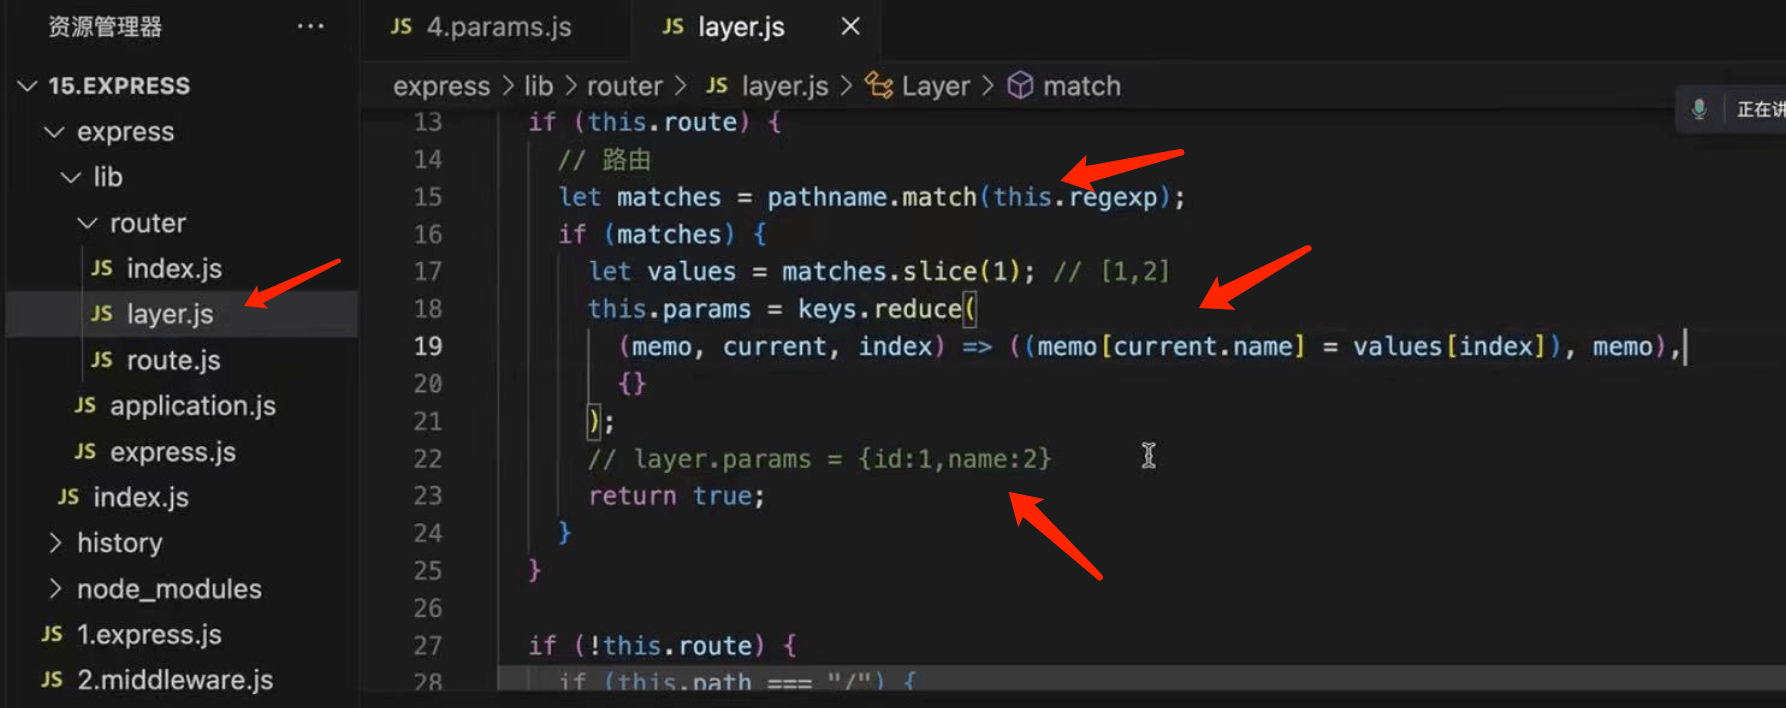 资源管理器 ···
15.EXPRESS
express
lib
router
JS index.js
JS layer.js
JS route.js
JS application.js
JS express.js
JS index.js
history
node_modules
JS 1.express.js
JS 2.middleware.js
JS 4.params.js
JS layer.js
express > lib > router > JS layer.js > Layer > match
正在讲
13 if (this.route) {
14 // 路由
15 let matches = pathname.match(this.regexp);
16 if (matches) {
17 let values = matches.slice(1); // [1,2]
18 this.params = keys.reduce(
19 (memo, current, index) => ((memo[current.name] = values[index]), memo),
20 {}
21 );
22 // layer.params = {id:1,name:2}
23 return true;
24 }
25 }
26
27 if (!this.route) {
28 if (this.path === "/") {